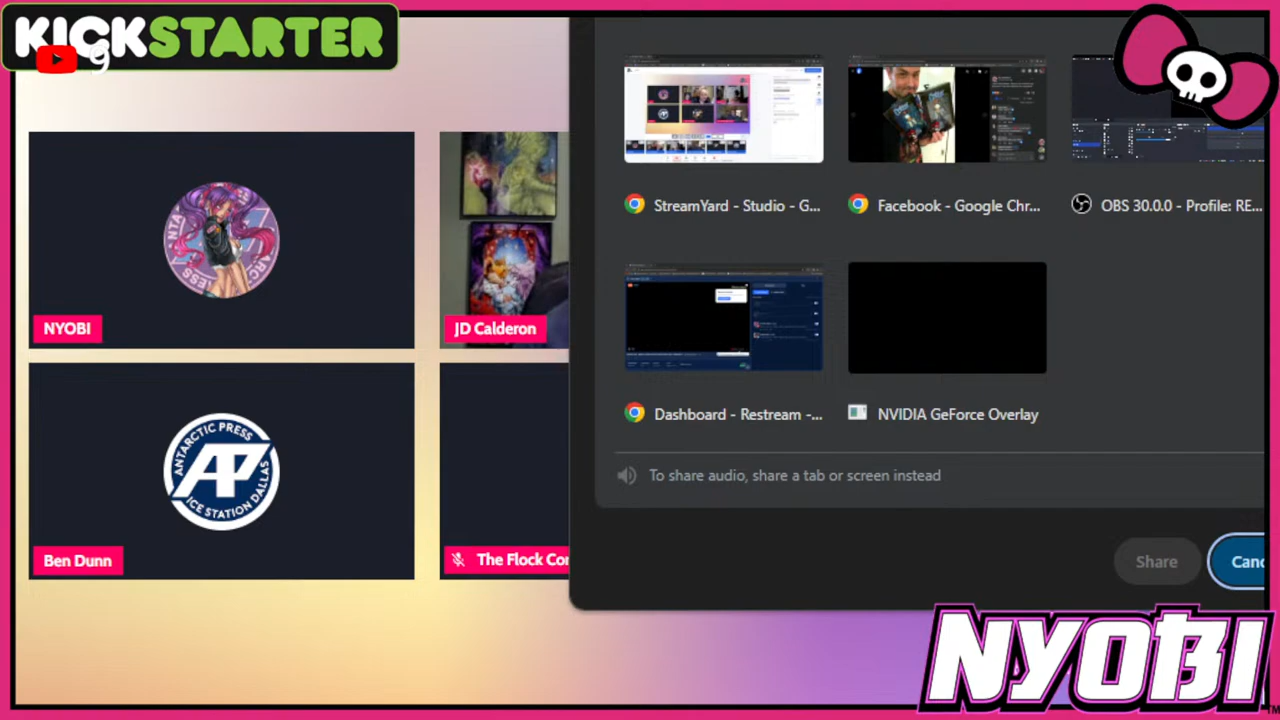 KICKSTARTER
g
NYOBI
JD Calderon
ANTARCTIC PRESS
AP
ICE STATION DALLAS
Ben Dunn
The Flock Co
StreamYard - Studio - G...
Facebook - Google Chr...
OBS 30.0.0 - Profile: RE...
Dashboard - Restream -...
NVIDIA GeForce Overlay
To share audio, share a tab or screen instead
Share
Canc
NYOBI
TM